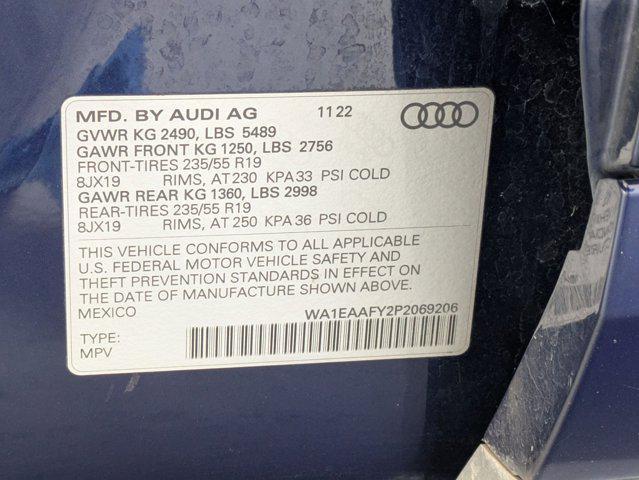 MFD. BY AUDI AG 11 22
GVWR KG 2490, LBS 5489
GAWR FRONT KG 1250, LBS 2756
FRONT-TIRES 235/55 R19
8JX19 RIMS, AT 230 KPA 33 PSI COLD
GAWR REAR KG 1360, LBS 2998
REAR-TIRES 235/55 R19
8JX19 RIMS, AT 250 KPA 36 PSI COLD
THIS VEHICLE CONFORMS TO ALL APPLICABLE
U.S. FEDERAL MOTOR VEHICLE SAFETY AND
THEFT PREVENTION STANDARDS IN EFFECT ON
THE DATE OF MANUFACTURE SHOWN ABOVE.
MEXICO WA1EAAFY2P2069206
TYPE:
MPV